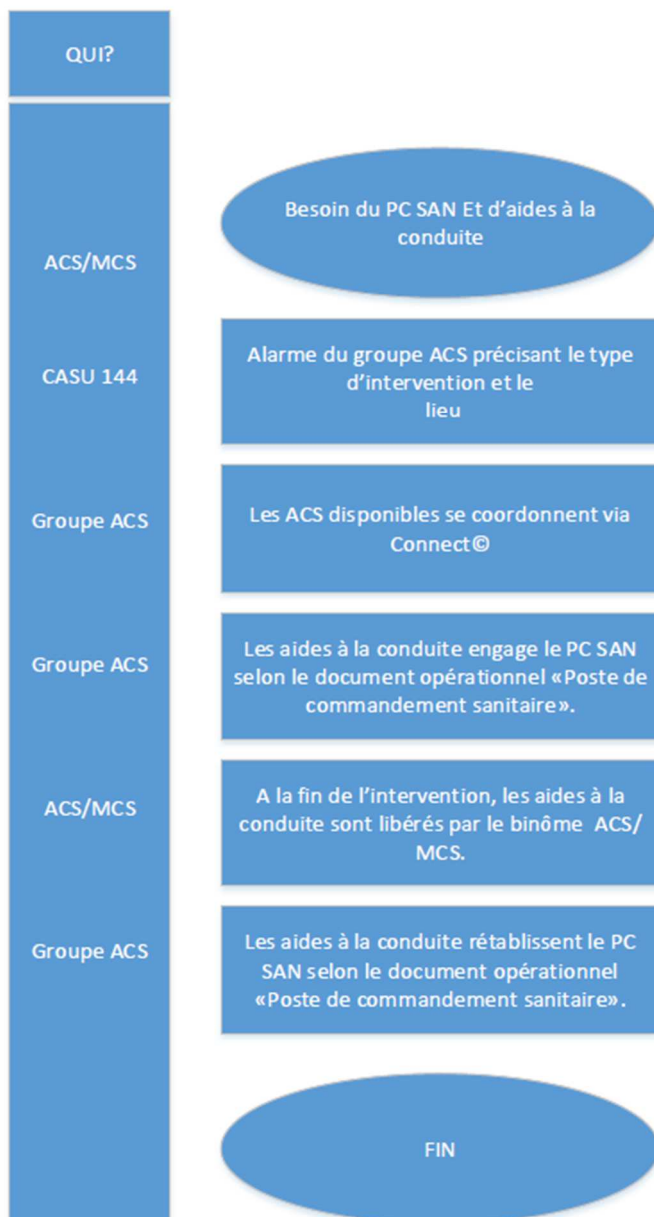 QUI?
ACS/MCS
Besoin du PC SAN Et d'aides à la
conduite
CASU 144
Alarme du groupe ACS précisant le type
d'intervention et le
lieu
Groupe ACS
Les ACS disponibles se coordonnent via
Connect©
Groupe ACS
Les aides à la conduite engage le PC SAN
selon le document opérationnel «Poste de
commandement sanitaire».
ACS/MCS
A la fin de l'intervention, les aides à la
conduite sont libérés par le binôme ACS/
MCS.
Groupe ACS
Les aides à la conduite rétablissent le PC
SAN selon le document opérationnel
«Poste de commandement sanitaire».
FIN